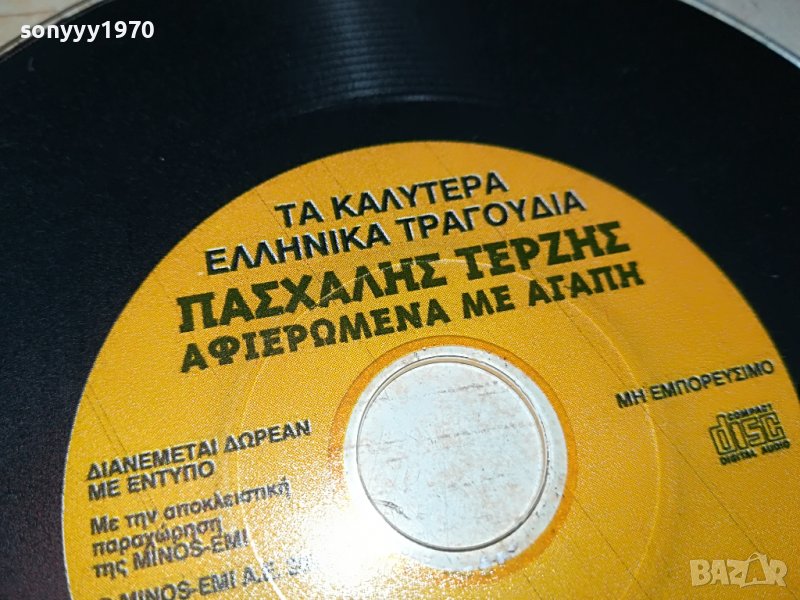 sonyyy1970
ΤΑ ΚΑΛΥΤΕΡΑ
ΕΛΛΗΝΙΚΑ ΤΡΑΓΟΥΔΙΑ
ΠΑΣΧΑΛΗΣ ΤΕΡΖΗΣ
ΑΦΙΕΡΩΜΕΝΑ ΜΕ ΑΓΑΠΗ
ΜΗ ΕΜΠΟΡΕΥΣΙΜΟ
COMPACT
disc
DIGITAL AUDIO
ΔΙΑΝΕΜΕΤΑΙ ΔΩΡΕΑΝ
ΜΕ ΕΝΤΥΠΟ
Με την αποκλειστική
παραχώρηση
της MINOS-EMI
MINOS-EMI A.E.
BAZAR